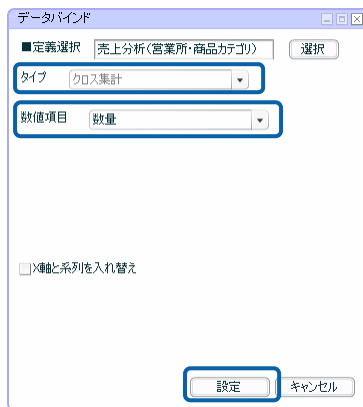 データバインド
■定義選択 売上分析(営業所・商品カテゴリ) 選択
タイプ クロス集計
数値項目 数量
X軸と系列を入れ替え
設定 キャンセル